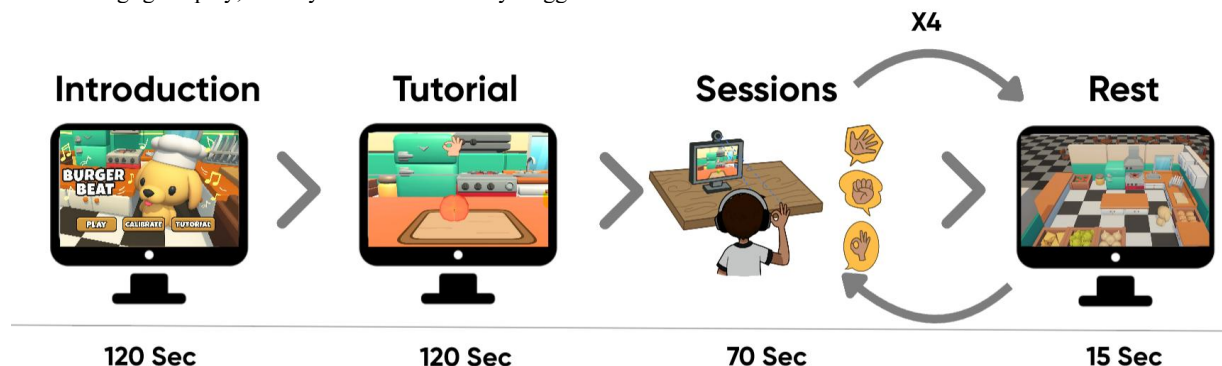 X4
Introduction
Tutorial
Sessions
Rest
BURGER
BEAT
PLAY
CALIBRATE
TUTORIAL
120 Sec
120 Sec
70 Sec
15 Sec